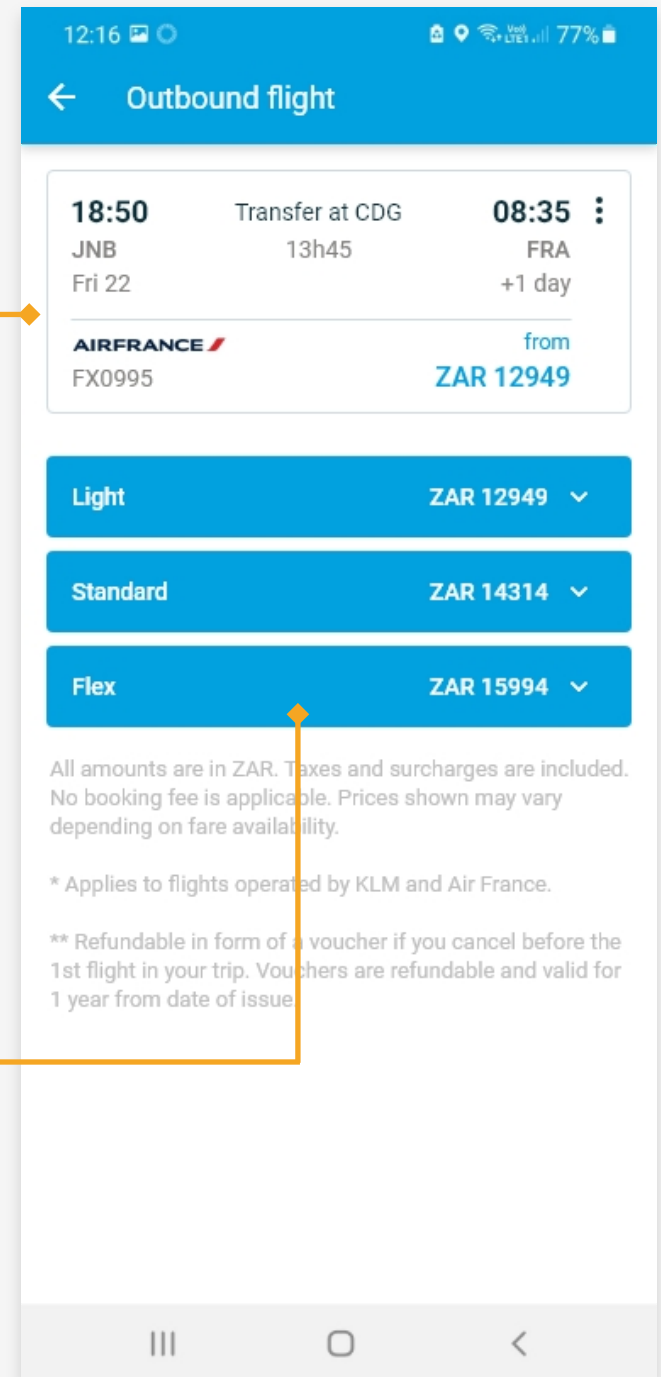 12:16 VoI) LTE1 77%
Outbound flight
18:50 Transfer at CDG 08:35
JNB 13h45 FRA
Fri 22 +1 day
AIRFRANCE from
FX0995 ZAR 12949
Light ZAR 12949
Standard ZAR 14314
Flex ZAR 15994
All amounts are in ZAR. Taxes and surcharges are included.
No booking fee is applicable. Prices shown may vary
depending on fare availability.
* Applies to flights operated by KLM and Air France.
** Refundable in form of a voucher if you cancel before the
1st flight in your trip. Vouchers are refundable and valid for
1 year from date of issue.